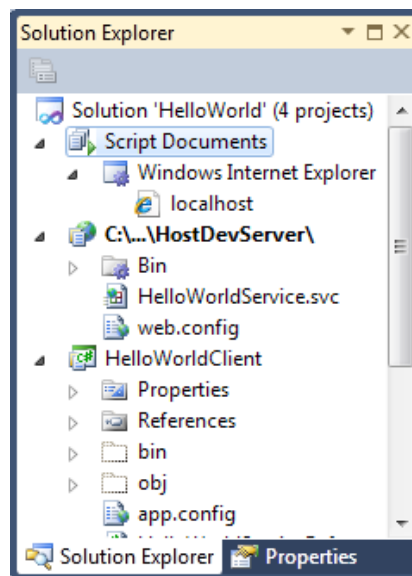 Solution Explorer
Solution 'HelloWorld' (4 projects)
Script Documents
Windows Internet Explorer
localhost
C:\...\HostDevServer\
Bin
HelloWorldService.svc
web.config
HelloWorldClient
Properties
References
bin
obj
app.config
Solution Explorer Properties